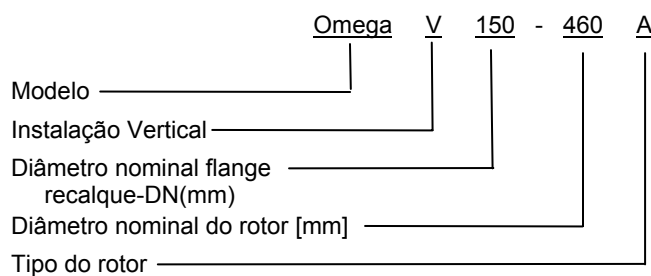 Omega V 150 - 460 A
Modelo
Instalação Vertical
Diâmetro nominal flange
recalque-DN(mm)
Diâmetro nominal do rotor [mm]
Tipo do rotor